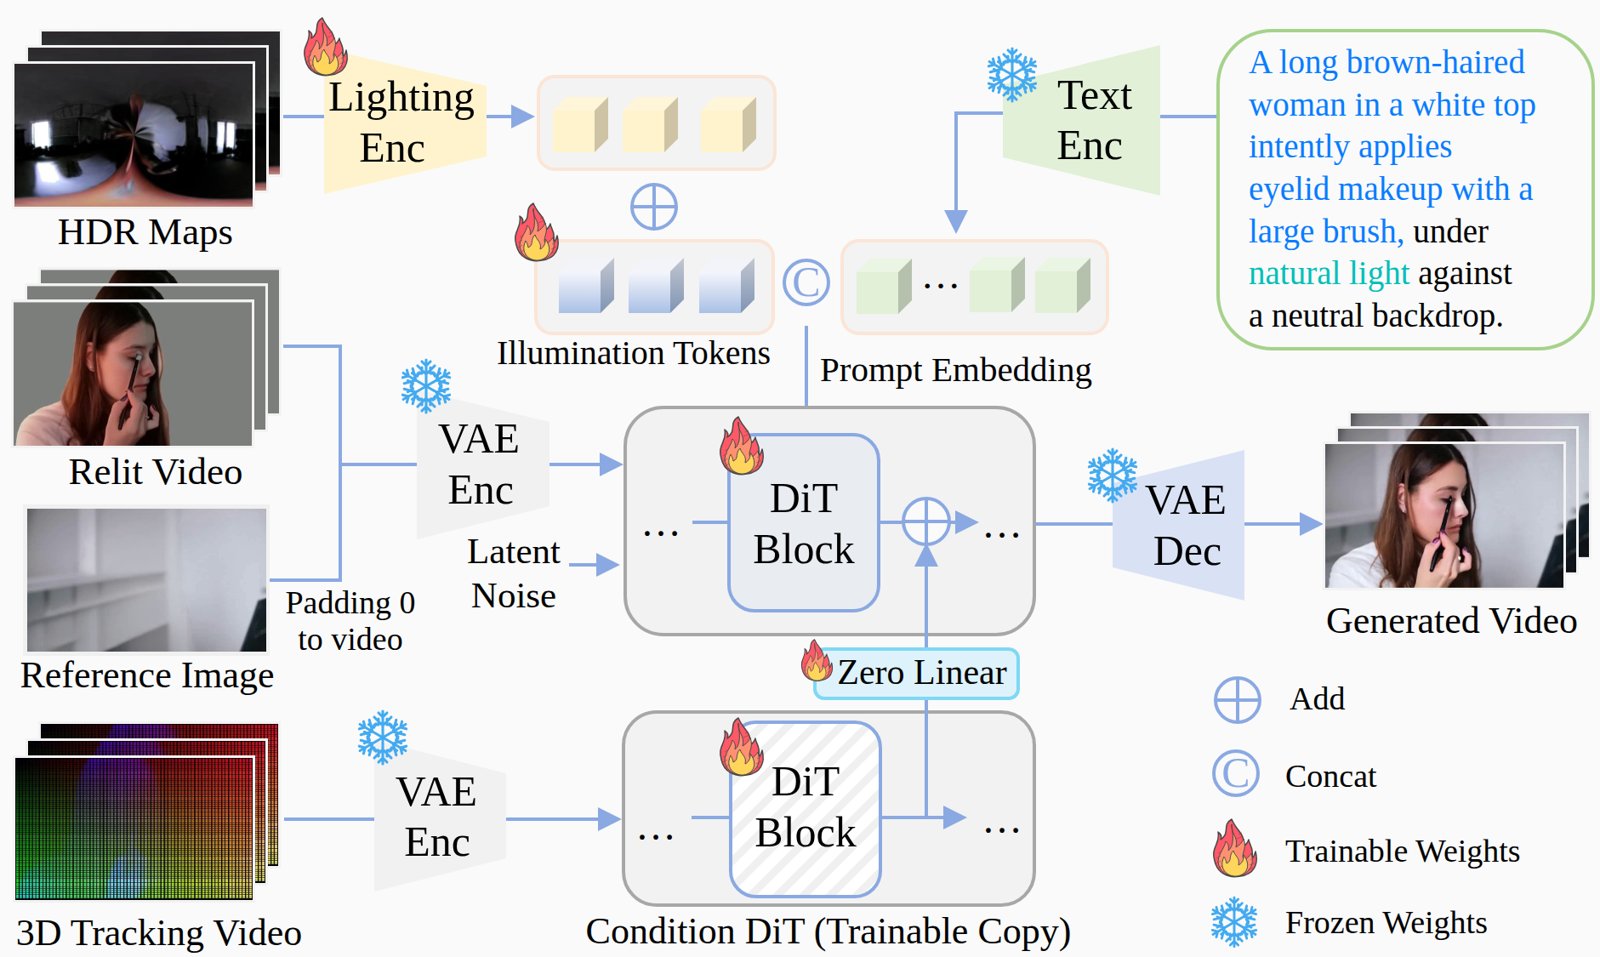 Lighting
Enc
HDR Maps
Text
Enc
A long brown-haired
woman in a white top
intently applies
eyelid makeup with a
large brush, under
natural light against
a neutral backdrop.
C
...
Illumination Tokens
Prompt Embedding
Relit Video
VAE
Enc
Latent
Noise
Padding 0
to video
Reference Image
...
DiT
Block
...
VAE
Dec
Generated Video
Zero Linear
3D Tracking Video
VAE
Enc
...
DiT
Block
...
Condition DiT (Trainable Copy)
Add
C Concat
Trainable Weights
Frozen Weights